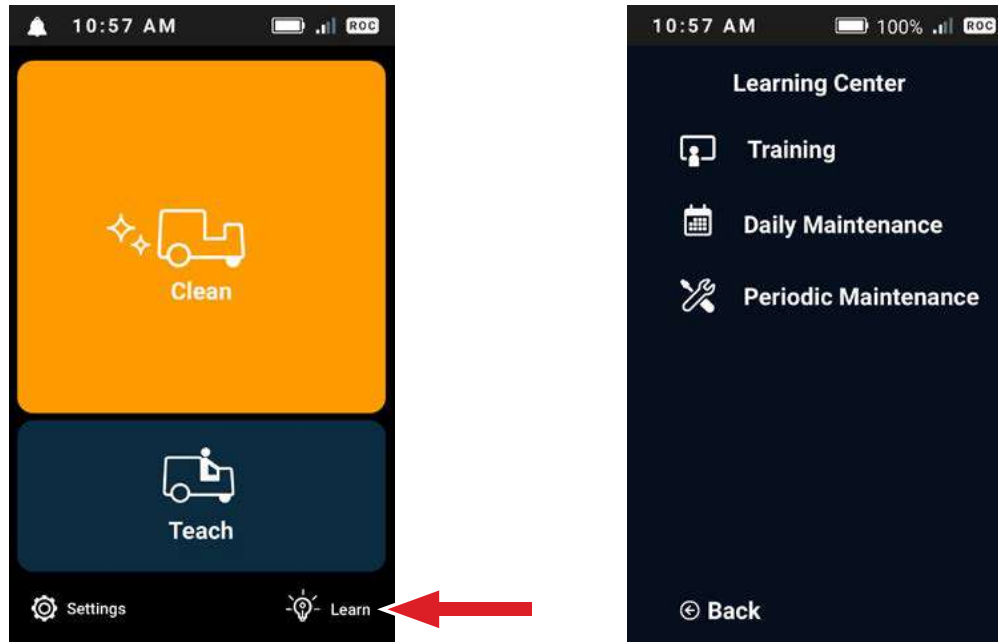 10:57 AM ROC
Clean
Teach
Settings Learn
10:57 AM 100% ROC
Learning Center
Training
Daily Maintenance
Periodic Maintenance
Back